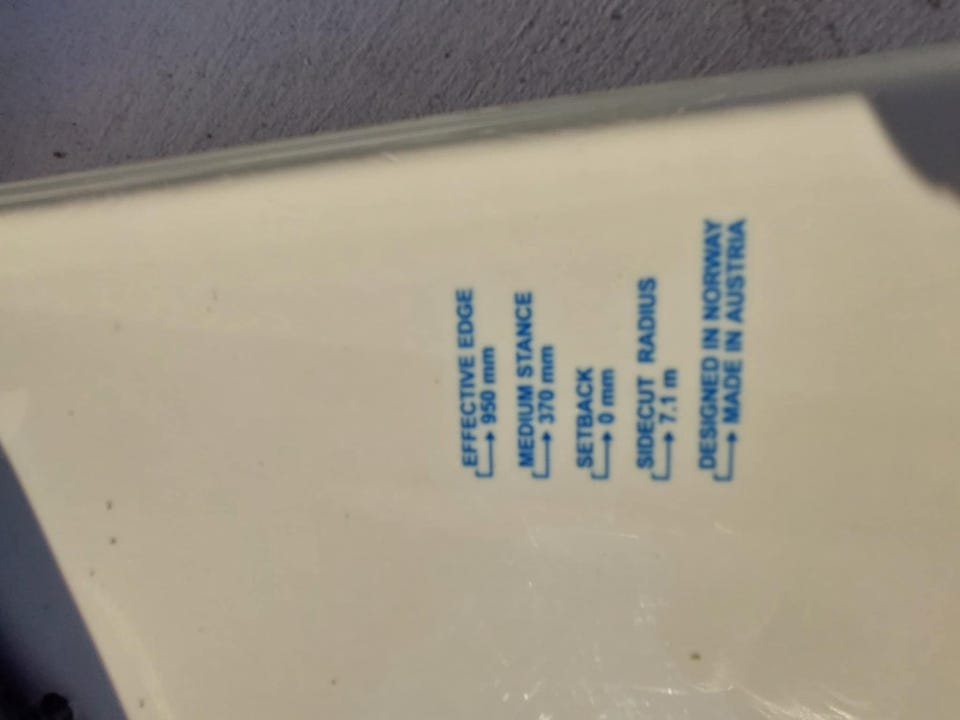 EFFECTIVE EDGE
950 mm
MEDIUM STANCE
370 mm
SETBACK
0 mm
SIDECUT RADIUS
7.1 m
DESIGNED IN NORWAY
MADE IN AUSTRIA